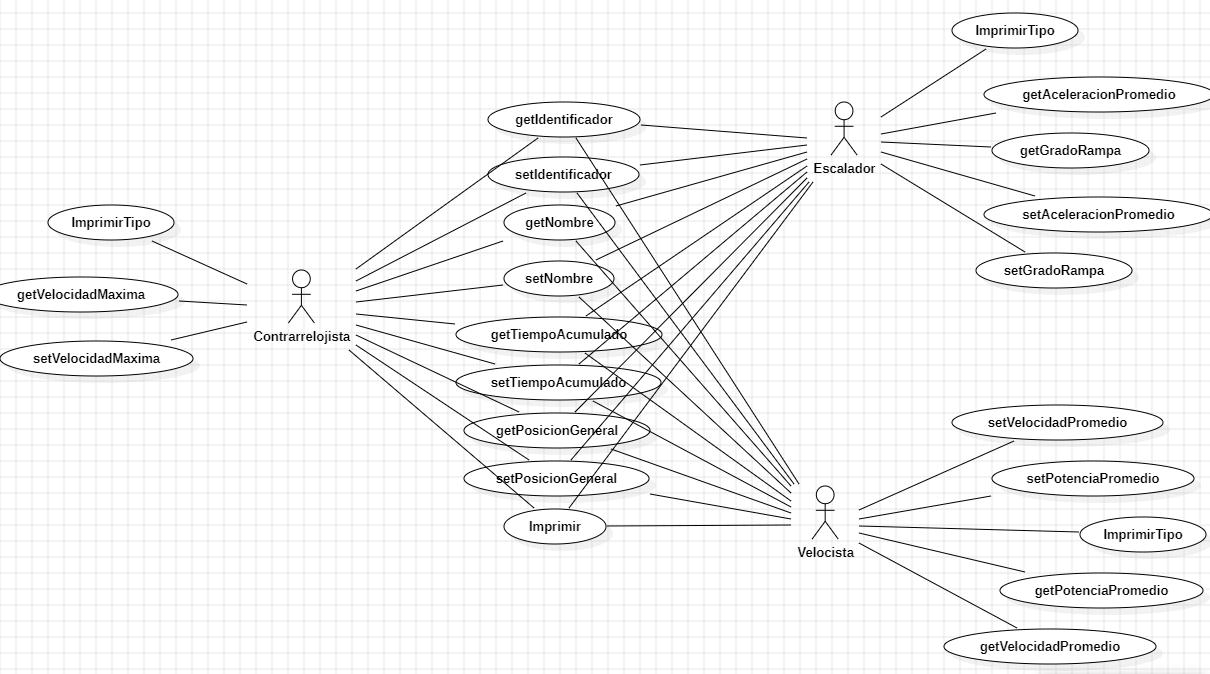 ImprimirTipo
getVelocidadMaxima
setVelocidadMaxima
Contrarrelojista
getIdentificador
setIdentificador
getNombre
setNombre
getTiempoAcumulado
setTiempoAcumulado
getPosicionGeneral
setPosicionGeneral
Imprimir
Escalador
ImprimirTipo
getAceleracionPromedio
getGradoRampa
setAceleracionPromedio
setGradoRampa
Velocista
setVelocidadPromedio
setPotenciaPromedio
ImprimirTipo
getPotenciaPromedio
getVelocidadPromedio